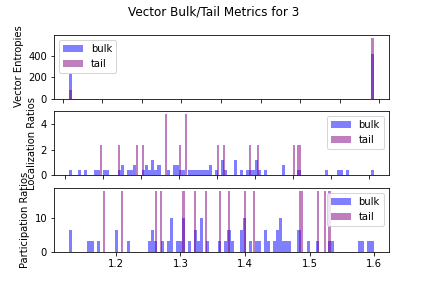 Vector Bulk/Tail Metrics for 3
Vector Entropies
400
200
0
bulk
tail
Localization Ratios
4
2
0
bulk
tail
Participation Ratios
10
0
bulk
tail
1.2 1.3 1.4 1.5 1.6